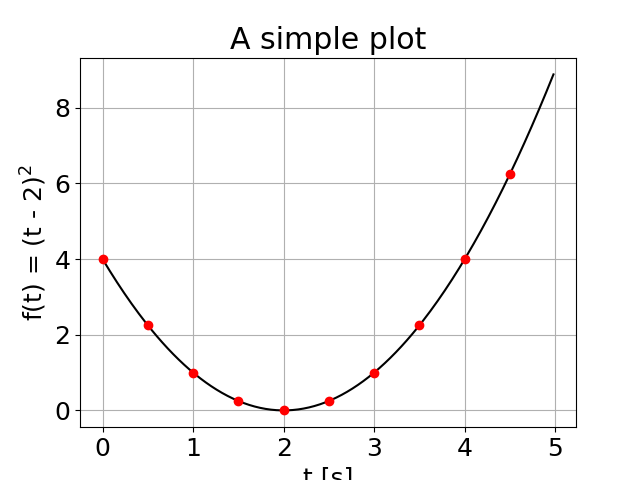 A simple plot
f(t) = (t - 2)²
8
6
4
2
0
0 1 2 3 4 5
t [s]